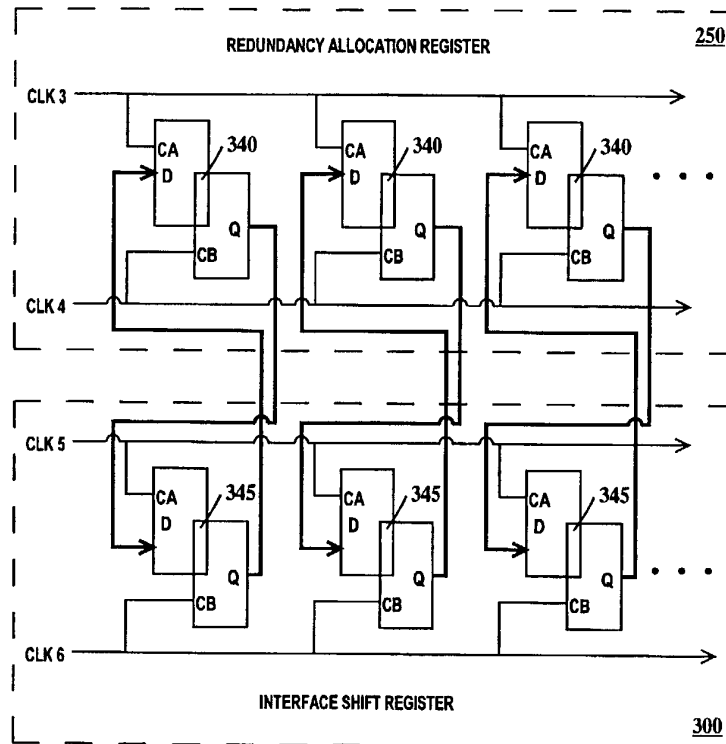 250
REDUNDANCY ALLOCATION REGISTER
CLK 3
340 340 340
CA CA CA
D D D
Q Q Q
CB CB CB
CLK 4
CLK 5
345 345 345
CA CA CA
D D D
Q Q Q
CB CB CB
CLK 6
INTERFACE SHIFT REGISTER
300